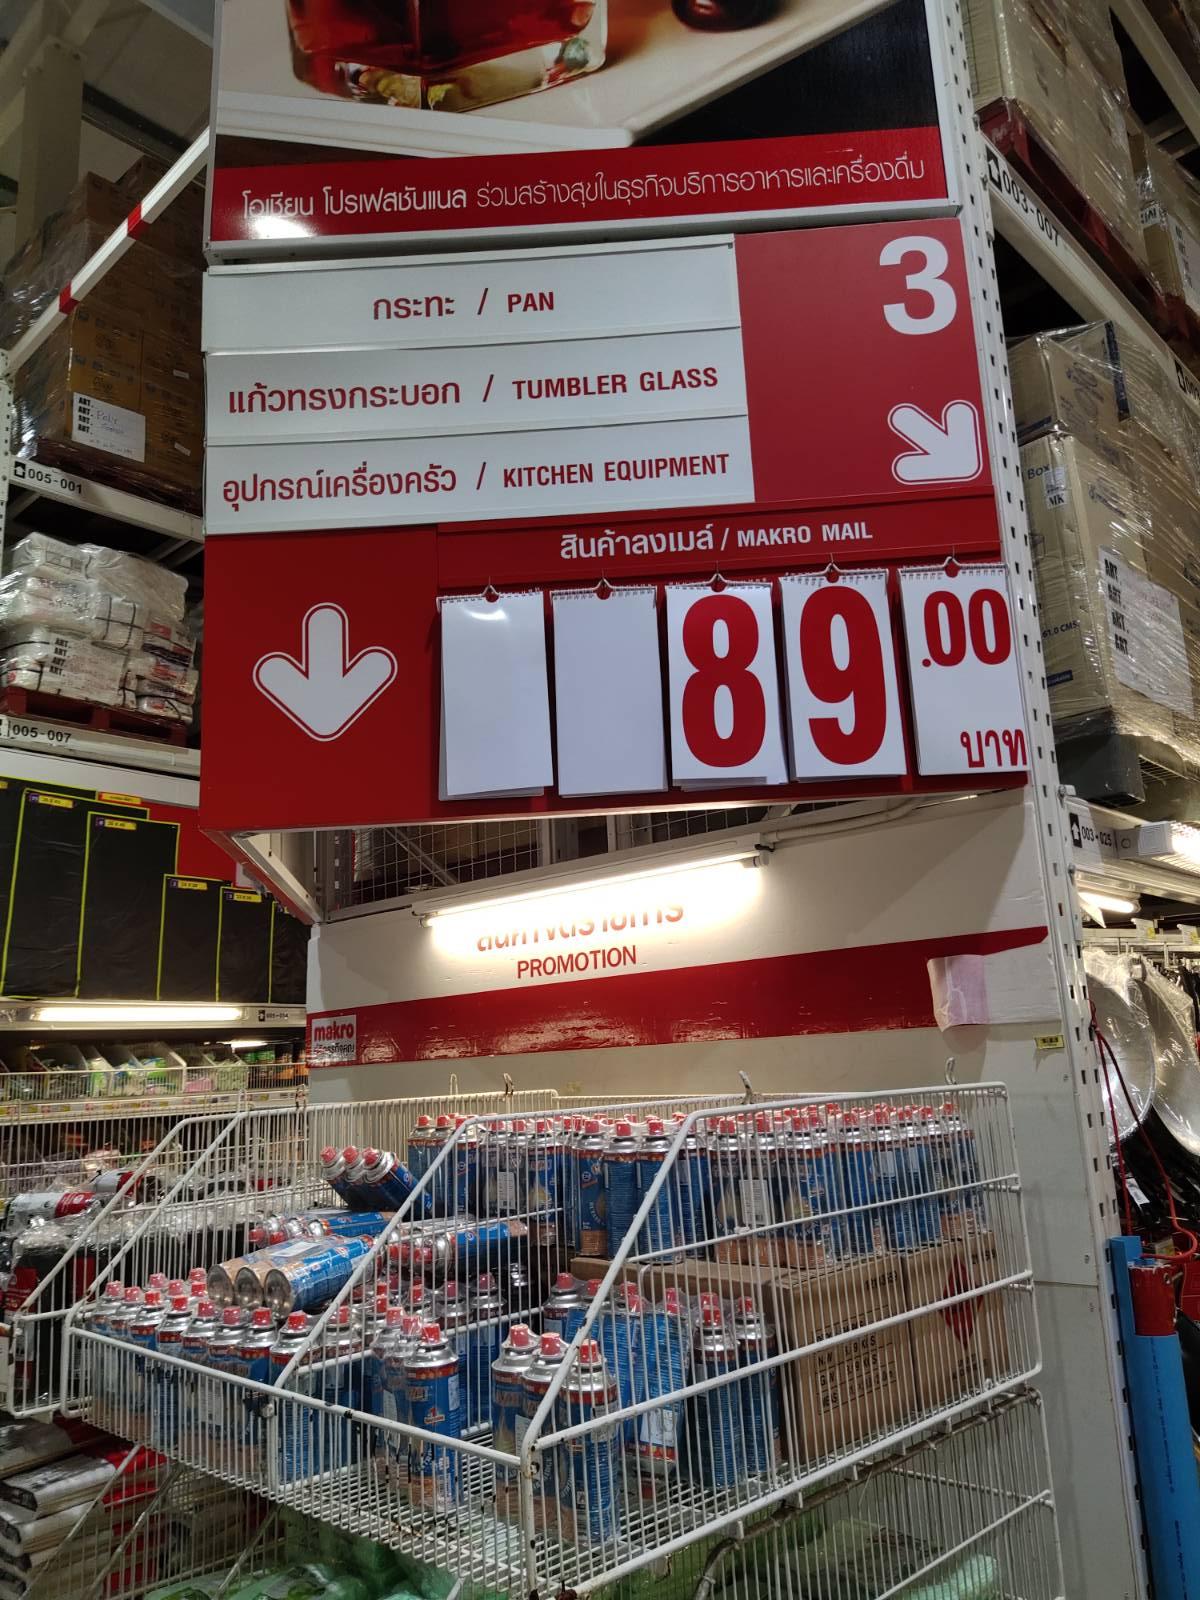 โอเชียน โปรเฟสชันแนล ร่วมสร้างสุขในธุรกิจบริการอาหารและเครื่องดื่ม
กระทะ / PAN
3
แก้วทรงกระบอก / TUMBLER GLASS
อุปกรณ์เครื่องครัว / KITCHEN EQUIPMENT
สินค้าลงเมล์ / MAKRO MAIL
89.00
บาท
PROMOTION
makro
003-007
005-001
005-007
003-025
005-014
Box
MK